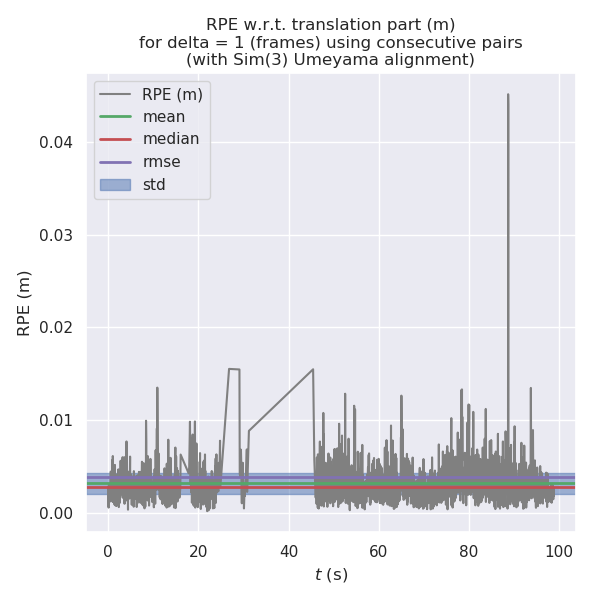 RPE w.r.t. translation part (m)
for delta = 1 (frames) using consecutive pairs
(with Sim(3) Umeyama alignment)
RPE (m)
mean
median
rmse
std
0.04
0.03
0.02
0.01
0.00
RPE (m)
0 20 40 60 80 100
t (s)